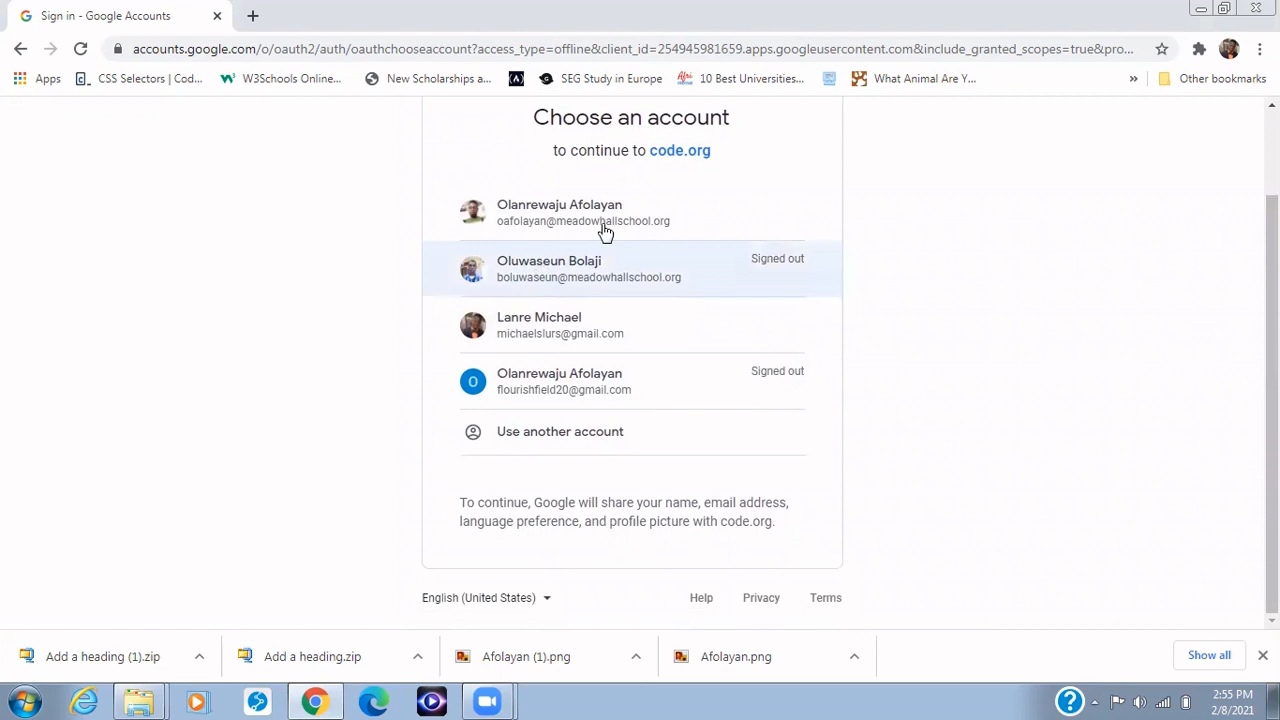 Sign in - Google Accounts
accounts.google.com/o/oauth2/auth/oauthchooseaccount?access_type=offline&client_id=254945981659.apps.googleusercontent.com&include_granted_scopes=true&pro...
Apps
CSS Selectors | Cod...
W3Schools Online...
New Scholarships a...
SEG Study in Europe
Afri
10 Best Universities...
What Animal Are Y...
»
Other bookmarks
Choose an account
to continue to code.org
Olanrewaju Afolayan
oafolayan@meadowhallschool.org
Oluwaseun Bolaji
Signed out
boluwaseun@meadowhallschool.org
Lanre Michael
michaelslurs@gmail.com
Olanrewaju Afolayan
Signed out
O
flourishfield20@gmail.com
Use another account
To continue, Google will share your name, email address,
language preference, and profile picture with code.org.
English (United States)
Help
Privacy
Terms
Add a heading (1).zip
Add a heading.zip
Afolayan (1).png
Afolayan.png
Show all
2:55 PM
2/8/2021